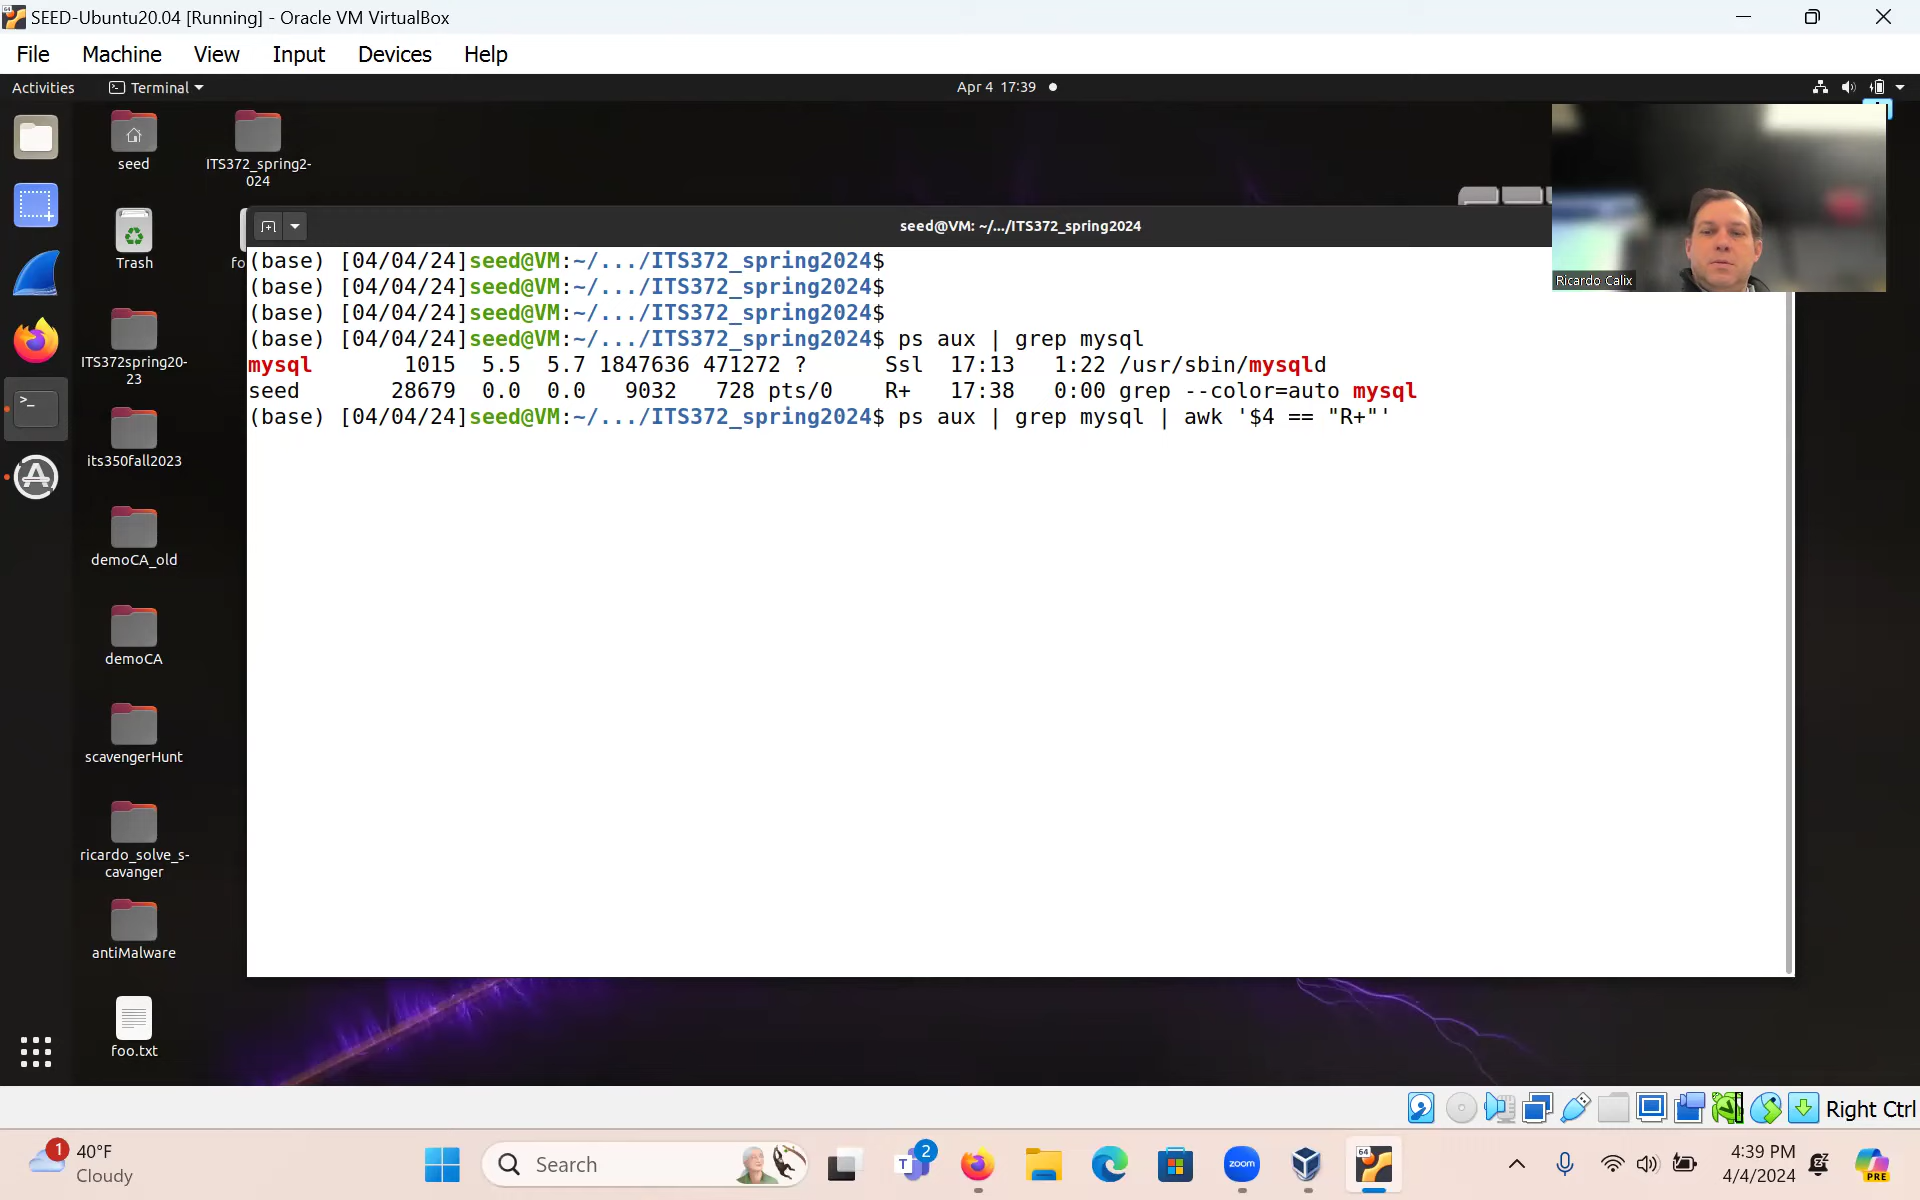 SEED-Ubuntu20.04 [Running] - Oracle VM VirtualBox
File Machine View Input Devices Help
Activities Terminal Apr 4 17:39
seed
ITS372_spring2-
024
Trash
fo
ITS372spring20-
23
its350fall2023
demoCA_old
demoCA
scavengerHunt
ricardo_solve_s-
cavanger
antiMalware
foo.txt
Ricardo Calix
seed@VM: ~/.../ITS372_spring2024
(base) [04/04/24]seed@VM:~/.../ITS372_spring2024$
(base) [04/04/24]seed@VM:~/.../ITS372_spring2024$
(base) [04/04/24]seed@VM:~/.../ITS372_spring2024$
(base) [04/04/24]seed@VM:~/.../ITS372_spring2024$ ps aux | grep mysql
mysql 1015 5.5 5.7 1847636 471272 ? Ssl 17:13 1:22 /usr/sbin/mysqld
seed 28679 0.0 0.0 9032 728 pts/0 R+ 17:38 0:00 grep --color=auto mysql
(base) [04/04/24]seed@VM:~/.../ITS372_spring2024$ ps aux | grep mysql | awk '$4 == "R+"'
Right Ctrl
1
40°F
Cloudy
Search
T
2
zoom
64
4:39 PM
4/4/2024
PRE